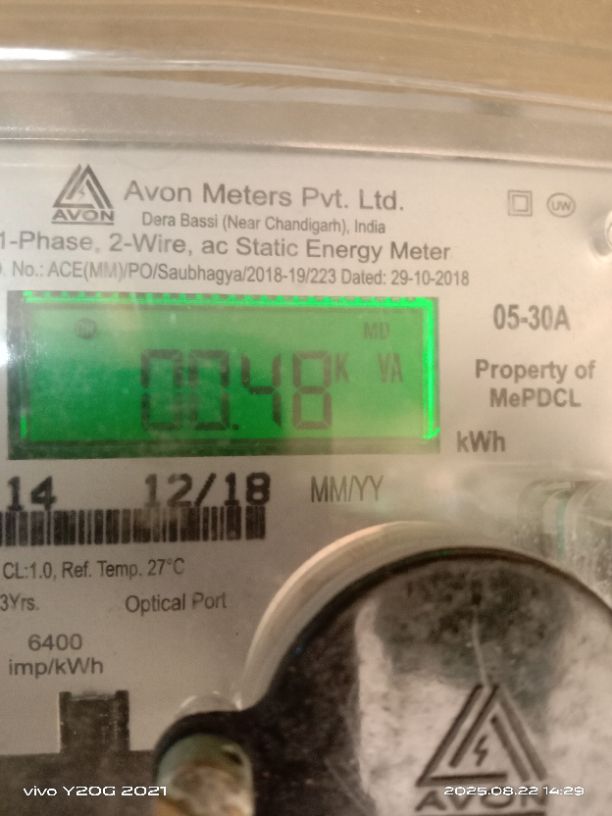 AVON
Avon Meters Pvt. Ltd.
Dera Bassi (Near Chandigarh), India
UW
1-Phase, 2-Wire, ac Static Energy Meter
. No.: ACE(MM)/PO/Saubhagya/2018-19/223 Dated: 29-10-2018
MD
00.48 K VA
05-30A
Property of
MePDCL
kWh
14 12/18 MM/YY
CL:1.0, Ref. Temp. 27°C
3Yrs. Optical Port
6400
imp/kWh
AVON
vivo Y20G 2021
2025.08.22 14:29